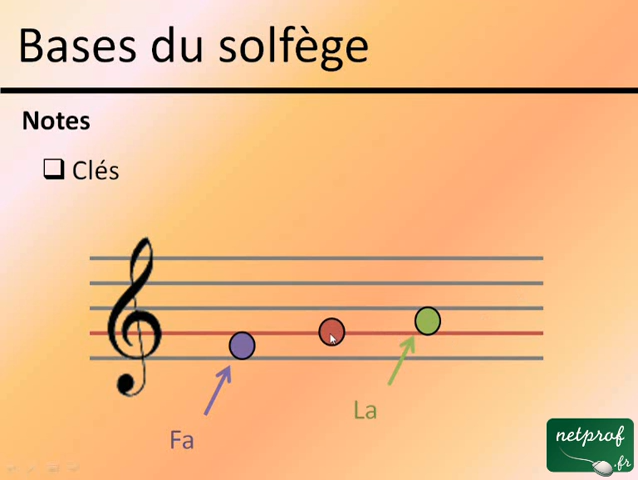 Bases du solfège
Notes
Clés
La
Fa
netprof
.fr